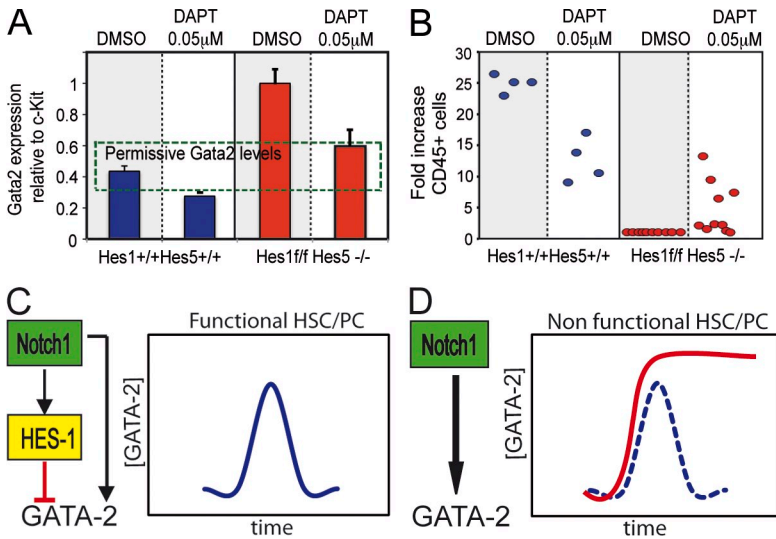 A
DMSO
DAPT
0.05µM
DMSO
DAPT
0.05µM
Gata2 expression
relative to c-Kit
1
0.8
0.6
0.4
0.2
0
Permissive Gata2 levels
Hes1+/+Hes5+/+
Hes1f/f Hes5 -/-
B
DMSO
DAPT
0.05µM
DMSO
DAPT
0.05µM
Fold increase
CD45+ cells
30
25
20
15
10
5
0
Hes1+/+Hes5+/+
Hes1f/f Hes5 -/-
C
Notch1
HES-1
GATA-2
Functional HSC/PC
[GATA-2]
time
D
Notch1
GATA-2
Non functional HSC/PC
[GATA-2]
time